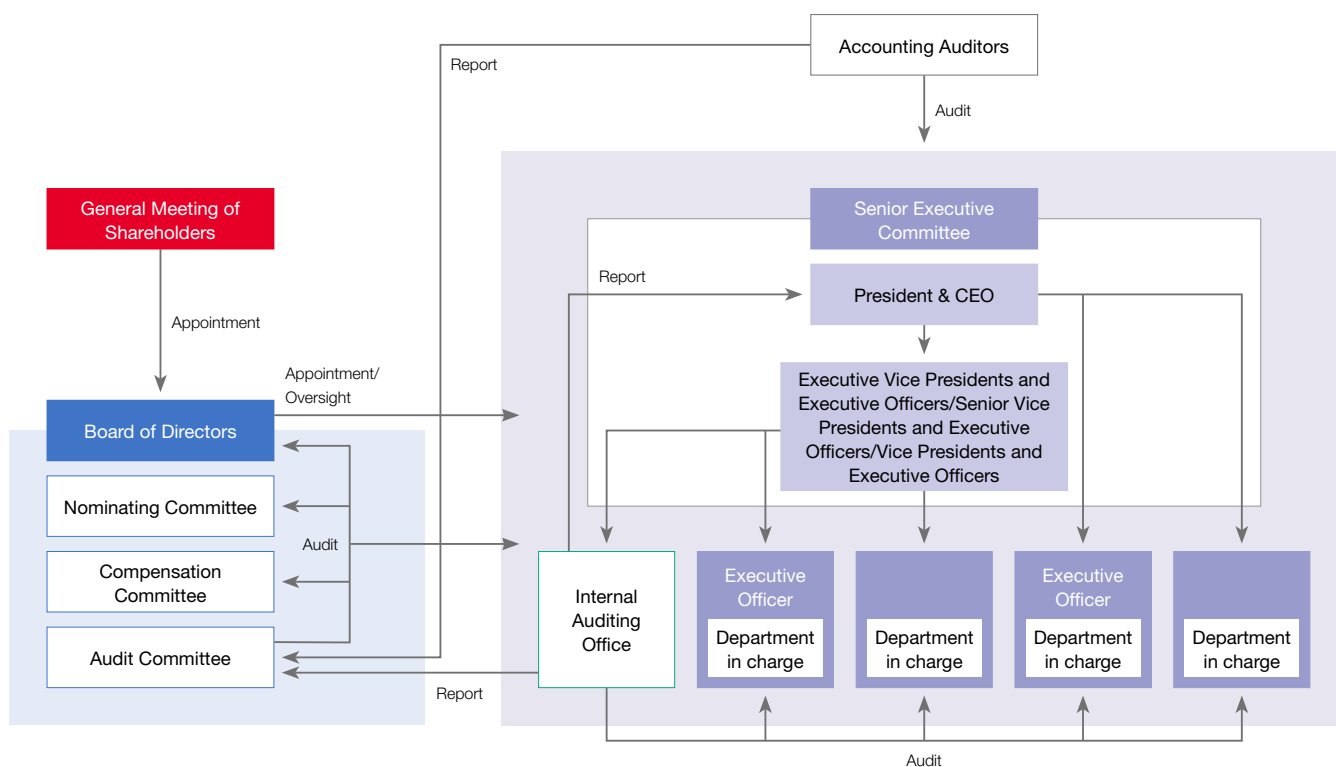 Accounting Auditors
Report
Audit
General Meeting of
Shareholders
Senior Executive
Committee
Report
President & CEO
Appointment
Appointment/
Oversight
Executive Vice Presidents and
Executive Officers/Senior Vice
Presidents and Executive
Officers/Vice Presidents and
Executive Officers
Board of Directors
Nominating Committee
Audit
Compensation
Committee
Audit Committee
Report
Internal
Auditing
Office
Executive
Officer
Department
in charge
Department
in charge
Executive
Officer
Department
in charge
Department
in charge
Audit